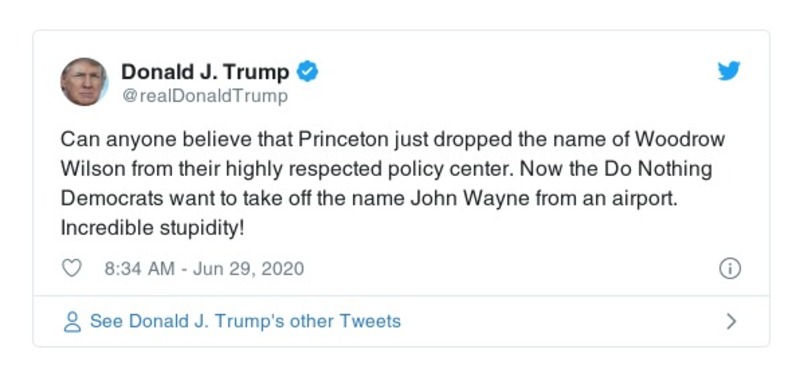 Donald J. Trump
@realDonaldTrump
Can anyone believe that Princeton just dropped the name of Woodrow
Wilson from their highly respected policy center. Now the Do Nothing
Democrats want to take off the name John Wayne from an airport.
Incredible stupidity!
8:34 AM - Jun 29, 2020
See Donald J. Trump's other Tweets